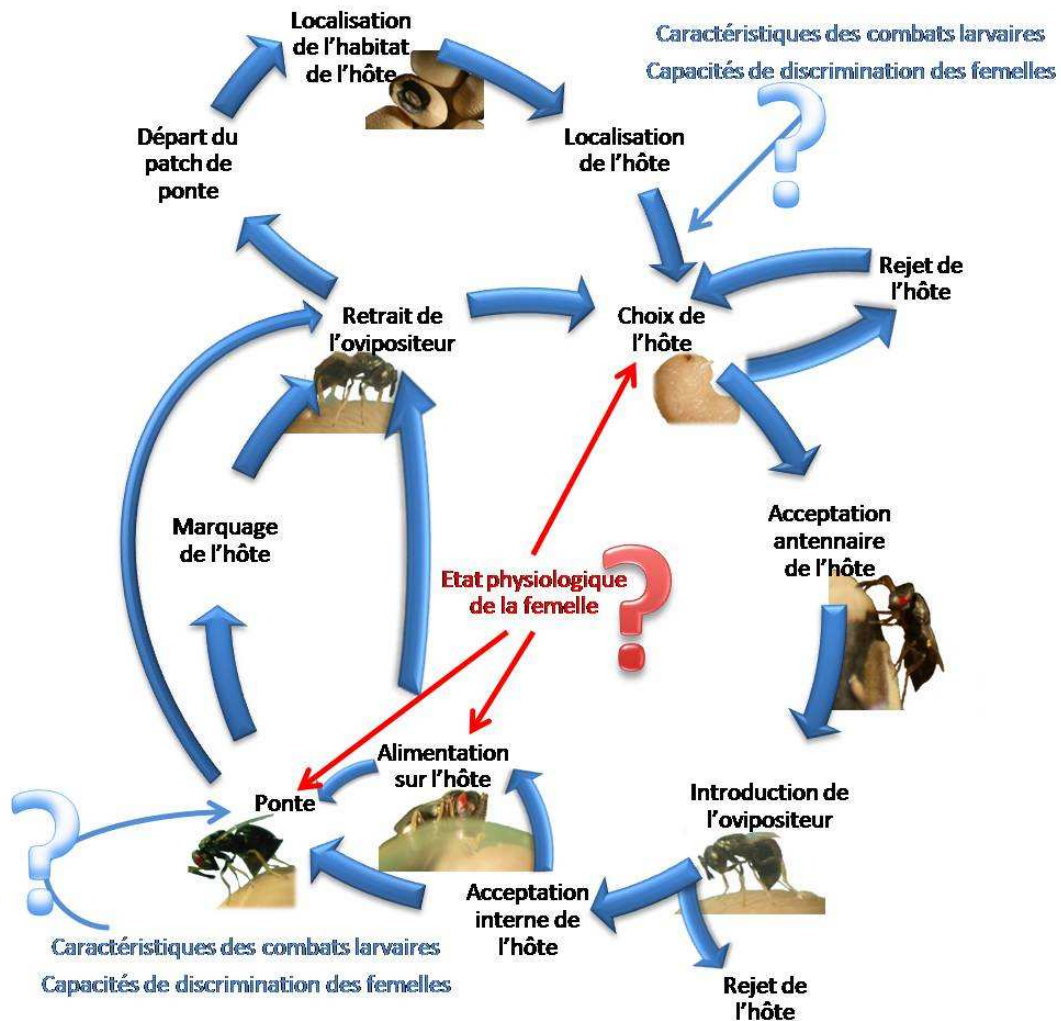 Localisation
de l'habitat
de l'hôte
Caractéristiques des combats larvaires
Capacités de discrimination des femelles
?
Départ du
patch de
ponte
Localisation
de l'hôte
Rejet de
l'hôte
Retrait de
l'ovipositeur
Choix de
l'hôte
Marquage
de l'hôte
Acceptation
antennaire
de l'hôte
Etat physiologique
de la femelle
?
Alimentation
sur l'hôte
Ponte
Introduction de
l'ovipositeur
?
Acceptation
interne de
l'hôte
Caractéristiques des combats larvaires
Capacités de discrimination des femelles
Rejet de
l'hôte